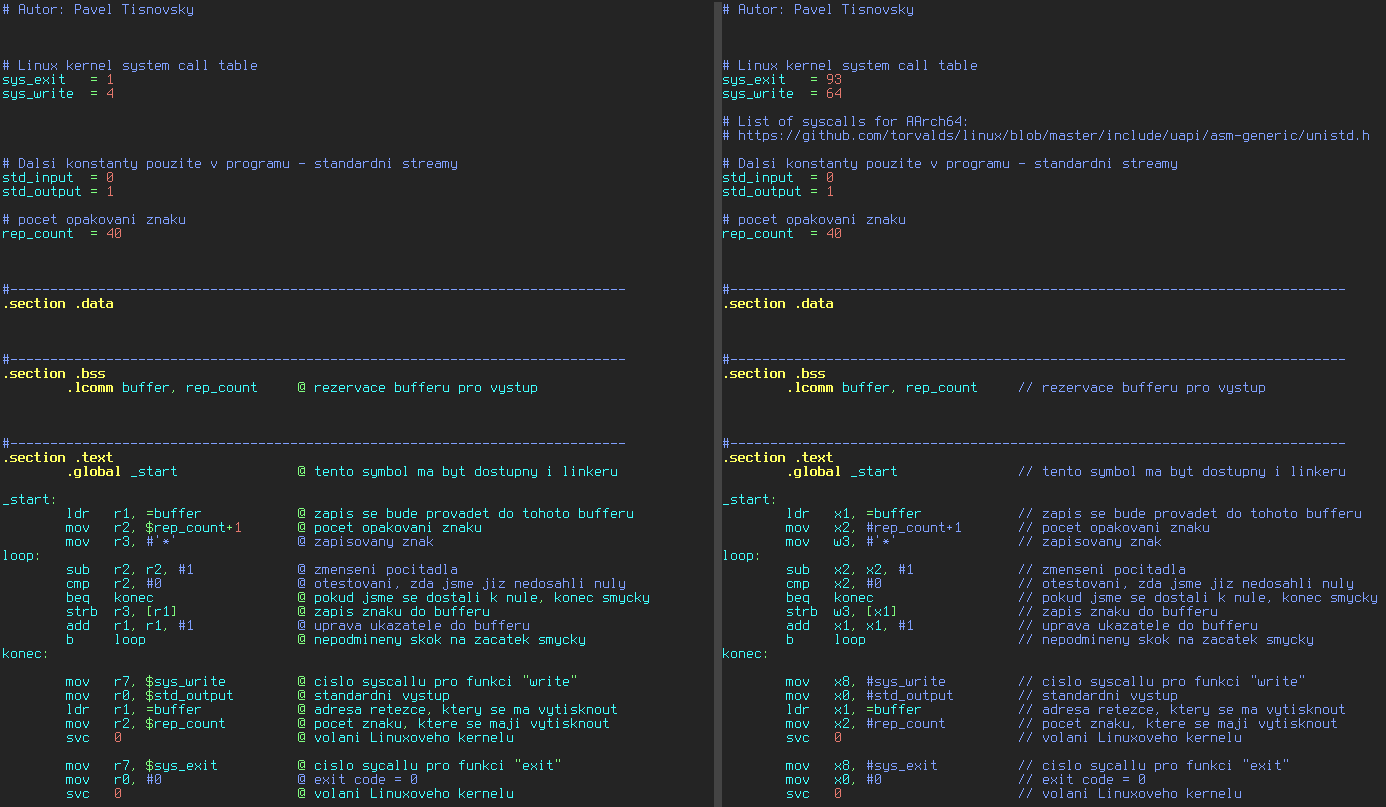 # Autor: Pavel Tisnovsky
# Linux kernel system call table
sys_exit   = 1
sys_write  = 4
# Dalsi konstanty pouzite v programu - standardni streamy
std_input  = 0
std_output = 1
# pocet opakovani znaku
rep_count  = 40
#-----------------------------------------------------------------------------
.section .data
#-----------------------------------------------------------------------------
.section .bss
        .lcomm buffer, rep_count     @ rezervace bufferu pro vystup
#-----------------------------------------------------------------------------
.section .text
        .global _start               @ tento symbol ma byt dostupny i linkeru
_start:
        ldr   r1, =buffer            @ zapis se bude provadet do tohoto bufferu
        mov   r2, $rep_count+1       @ pocet opakovani znaku
        mov   r3, #'*'               @ zapisovany znak
loop:
        sub   r2, r2, #1             @ zmenseni pocitadla
        cmp   r2, #0                 @ otestovani, zda jsme jiz nedosahli nuly
        beq   konec                  @ pokud jsme se dostali k nule, konec smycky
        strb  r3, [r1]               @ zapis znaku do bufferu
        add   r1, r1, #1             @ uprava ukazatele do bufferu
        b     loop                   @ nepodmineny skok na zacatek smycky
konec:
        mov   r7, $sys_write         @ cislo syscallu pro funkci "write"
        mov   r0, $std_output        @ standardni vystup
        ldr   r1, =buffer            @ adresa retezce, ktery se ma vytisknout
        mov   r2, $rep_count         @ pocet znaku, ktere se maji vytisknout
        svc   0                      @ volani Linuxoveho kernelu
        mov   r7, $sys_exit          @ cislo sycallu pro funkci "exit"
        mov   r0, #0                 @ exit code = 0
        svc   0                      @ volani Linuxoveho kernelu
# Autor: Pavel Tisnovsky
# Linux kernel system call table
sys_exit   = 93
sys_write  = 64
# List of syscalls for AArch64:
# https://github.com/torvalds/linux/blob/master/include/uapi/asm-generic/unistd.h
# Dalsi konstanty pouzite v programu - standardni streamy
std_input  = 0
std_output = 1
# pocet opakovani znaku
rep_count  = 40
#-----------------------------------------------------------------------------
.section .data
#-----------------------------------------------------------------------------
.section .bss
        .lcomm buffer, rep_count     // rezervace bufferu pro vystup
#-----------------------------------------------------------------------------
.section .text
        .global _start               // tento symbol ma byt dostupny i linkeru
_start:
        ldr   x1, =buffer            // zapis se bude provadet do tohoto bufferu
        mov   x2, #rep_count+1       // pocet opakovani znaku
        mov   w3, #'*'               // zapisovany znak
loop:
        sub   x2, x2, #1             // zmenseni pocitadla
        cmp   x2, #0                 // otestovani, zda jsme jiz nedosahli nuly
        beq   konec                  // pokud jsme se dostali k nule, konec smycky
        strb  w3, [x1]               // zapis znaku do bufferu
        add   x1, x1, #1             // uprava ukazatele do bufferu
        b     loop                   // nepodmineny skok na zacatek smycky
konec:
        mov   x8, #sys_write         // cislo syscallu pro funkci "write"
        mov   x0, #std_output        // standardni vystup
        ldr   x1, =buffer            // adresa retezce, ktery se ma vytisknout
        mov   x2, #rep_count         // pocet znaku, ktere se maji vytisknout
        svc   0                      // volani Linuxoveho kernelu
        mov   x8, #sys_exit          // cislo sycallu pro funkci "exit"
        mov   x0, #0                 // exit code = 0
        svc   0                      // volani Linuxoveho kernelu